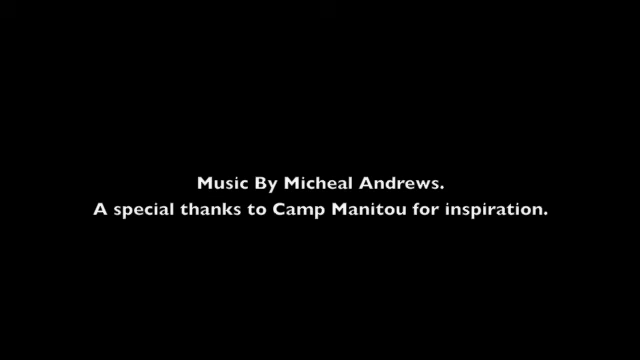 Music By Micheal Andrews.
A special thanks to Camp Manitou for inspiration.